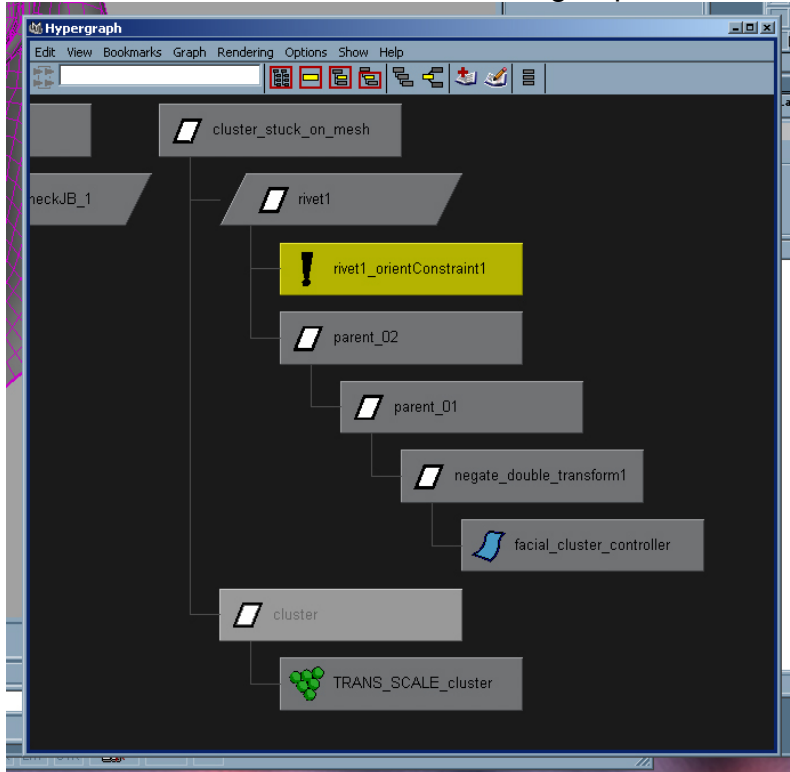 Hypergraph
Edit View Bookmarks Graph Rendering Options Show Help
cluster_stuck_on_mesh
neckJB_1
rivet1
rivet1_orientConstraint1
parent_02
parent_01
negate_double_transform1
facial_cluster_controller
cluster
TRANS_SCALE_cluster